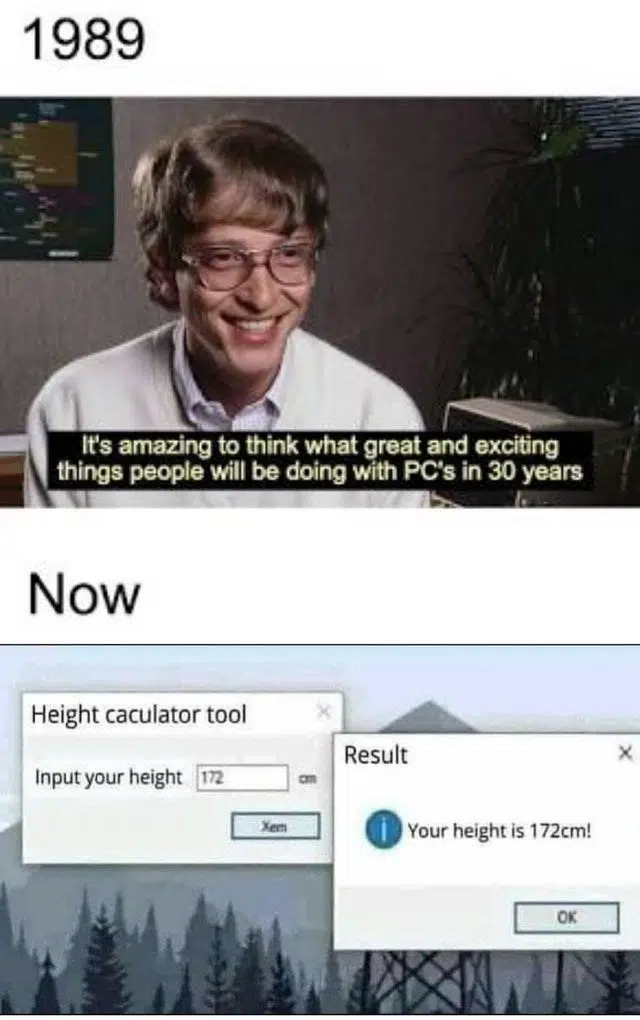 1989
It's amazing to think what great and exciting
things people will be doing with PC's in 30 years
Now
Height caculator tool
Input your height 172 cm
Xem
Result
Your height is 172cm!
OK